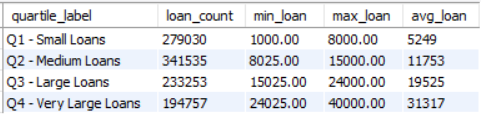 quartile_label loan_count min_loan max_loan avg_loan
Q1 - Small Loans 279030 1000.00 8000.00 5249
Q2 - Medium Loans 341535 8025.00 15000.00 11753
Q3 - Large Loans 233253 15025.00 24000.00 19525
Q4 - Very Large Loans 194757 24025.00 40000.00 31317